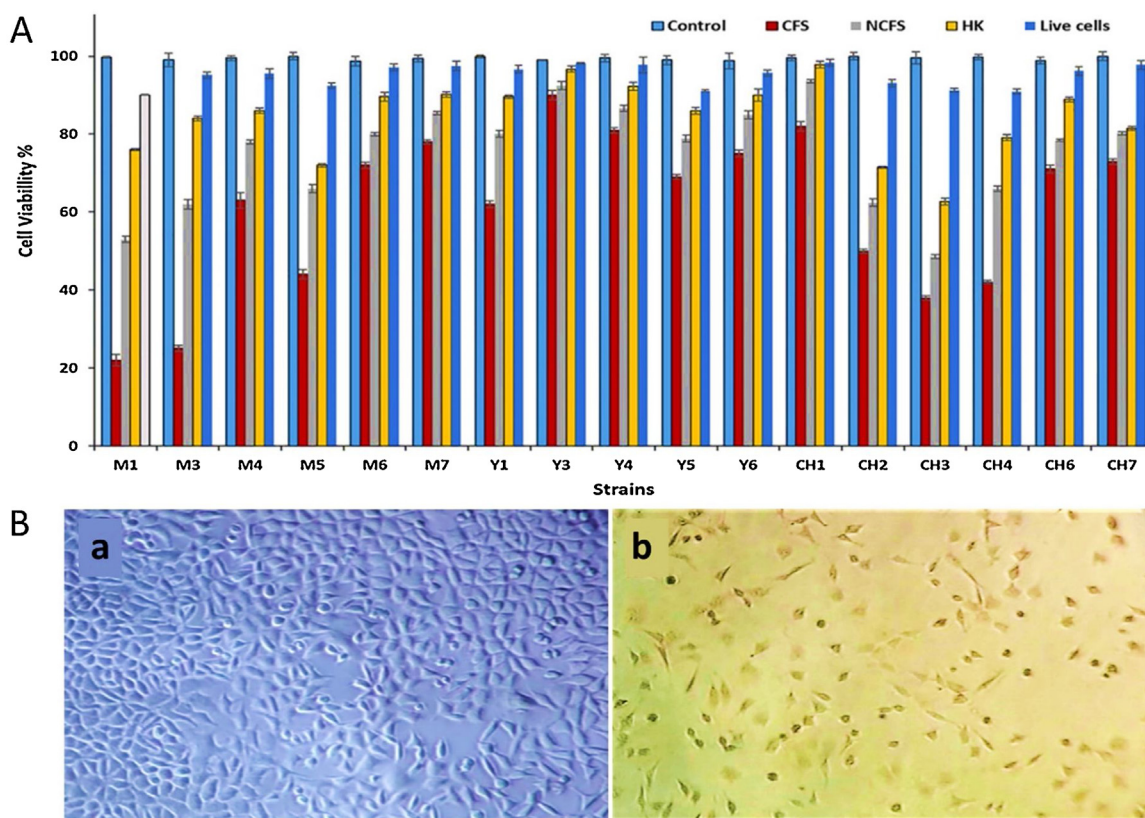 A
Control CFS NCFS HK Live cells
Cell Viabillity %
100
80
60
40
20
0
M1 M3 M4 M5 M6 M7 Y1 Y3 Y4 Y5 Y6 CH1 CH2 CH3 CH4 CH6 CH7
Strains
B
a
b